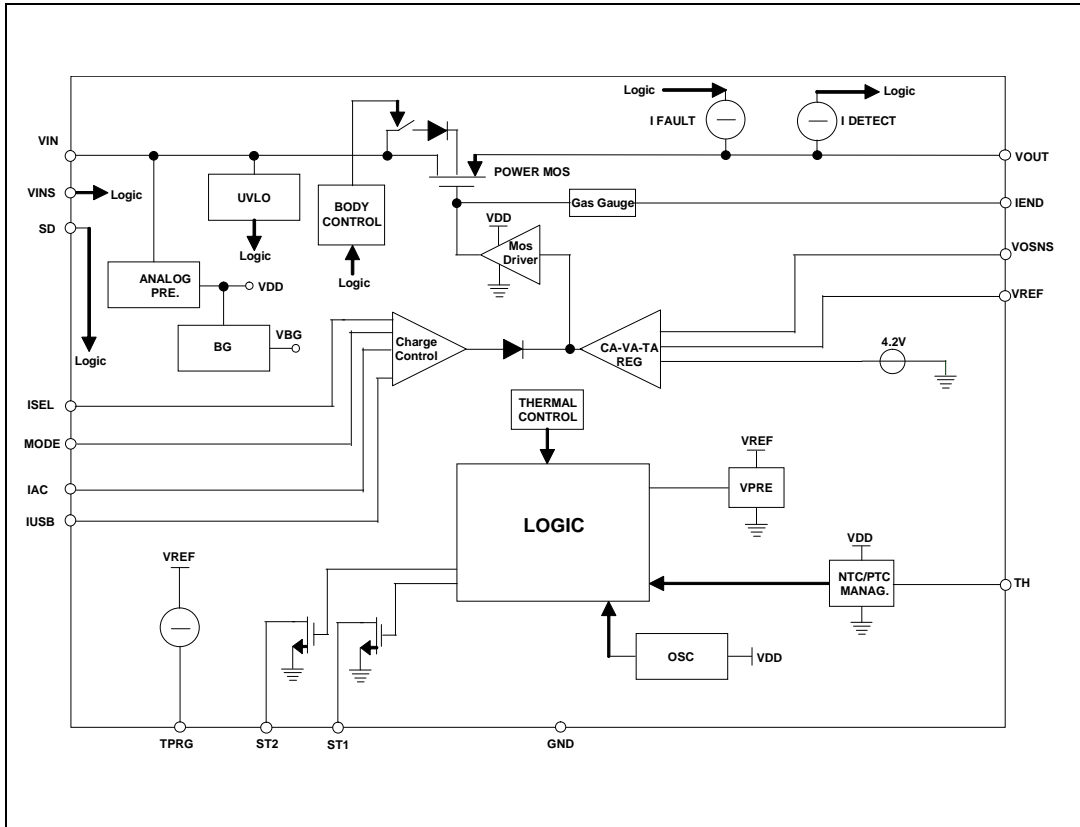 Logic
Logic
I FAULT
I DETECT
VIN
VOUT
POWER MOS
UVLO
BODY
CONTROL
VINS
Logic
Gas Gauge
IEND
VDD
SD
Mos
Driver
VOSNS
Logic
Logic
ANALOG
PRE.
VDD
VREF
BG
VBG
Charge
Control
CA-VA-TA
REG
4.2V
Logic
ISEL
THERMAL
CONTROL
MODE
VREF
IAC
VPRE
IUSB
LOGIC
VDD
VREF
NTC/PTC
MANAG.
TH
OSC
VDD
TPRG
ST2
ST1
GND